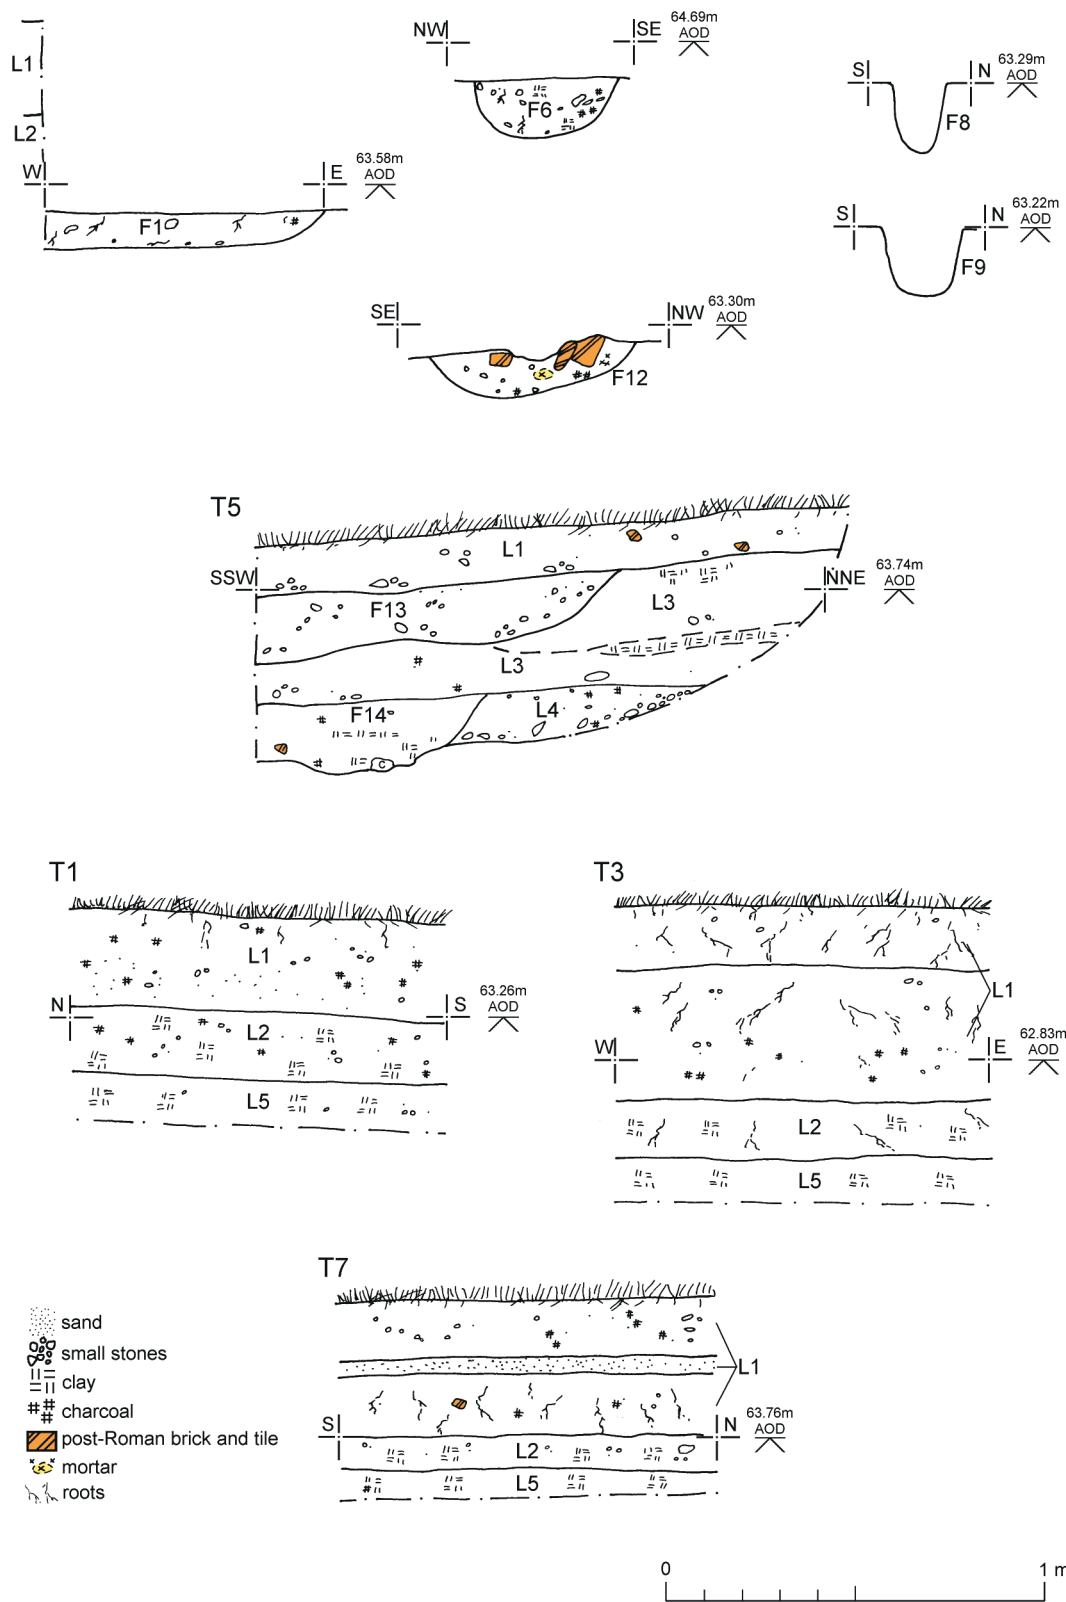 L1
L2
W
E
63.58m
AOD
F1
NW
SE
64.69m
AOD
F6
S
N
63.29m
AOD
F8
S
N
63.22m
AOD
F9
SE
NW
63.30m
AOD
F12
T5
L1
SSW
NNE
63.74m
AOD
F13
L3
L3
F14
L4
C
T1
L1
N
S
63.26m
AOD
L2
L5
T3
L1
W
E
62.83m
AOD
L2
L5
T7
L1
S
N
63.76m
AOD
L2
L5
sand
small stones
clay
charcoal
post-Roman brick and tile
mortar
roots
0
1 m